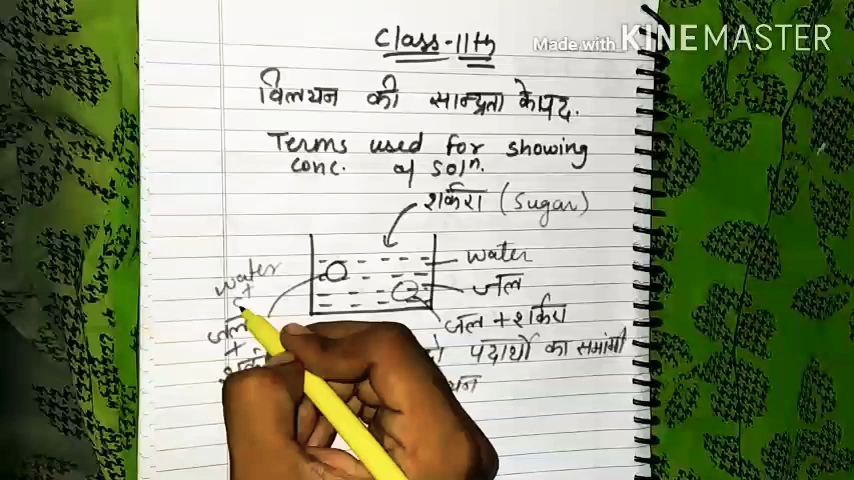 Class-11th
Made with KINEMASTER
विलयन की सान्द्रता के पद.
Terms used for showing
conc. of Solⁿ.
शर्करा (Sugar)
water
जल
जल + शर्करा
water
+
S
जल
+
पदार्थो का समांगी